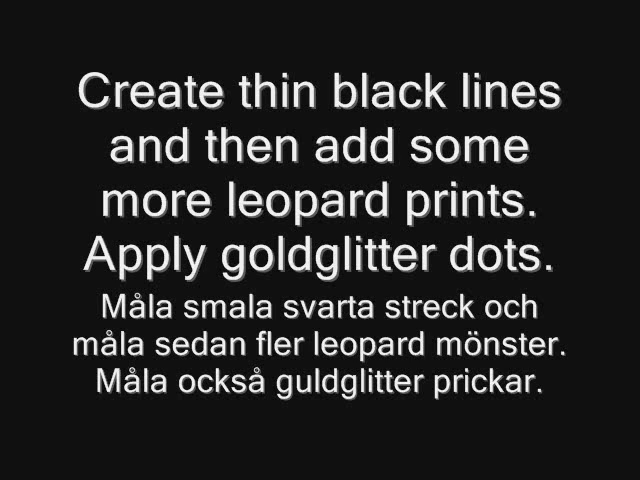 Create thin black lines
and then add some
more leopard prints.
Apply goldglitter dots.
Måla smala svarta streck och
måla sedan fler leopard mönster.
Måla också guldglitter prickar.